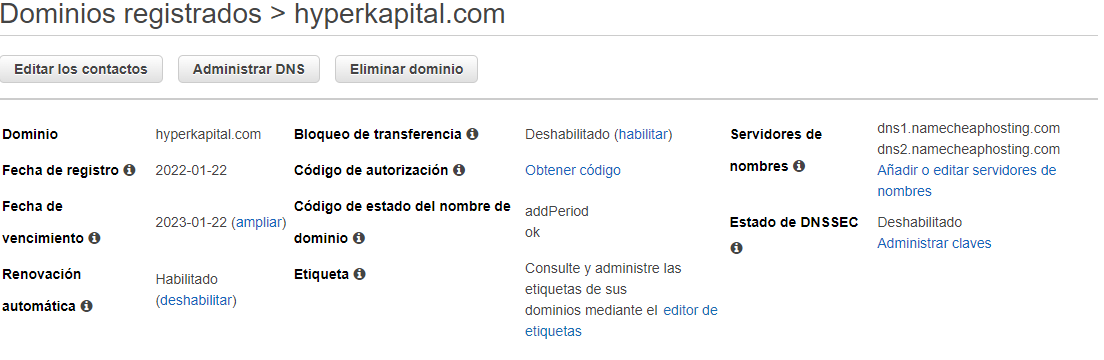 Dominios registrados > hyperkapital.com
Editar los contactos
Administrar DNS
Eliminar dominio
Dominio
hyperkapital.com
Fecha de registro
2022-01-22
Fecha de
vencimiento
2023-01-22 (ampliar)
Renovación
automática
Habilitado
(deshabilitar)
Bloqueo de transferencia
Deshabilitado (habilitar)
Código de autorización
Obtener código
Código de estado del nombre de
dominio
addPeriod
ok
Etiqueta
Consulte y administre las
etiquetas de sus
dominios mediante el editor de
etiquetas
Servidores de
nombres
dns1.namecheaphosting.com
dns2.namecheaphosting.com
Añadir o editar servidores de
nombres
Estado de DNSSEC
Deshabilitado
Administrar claves